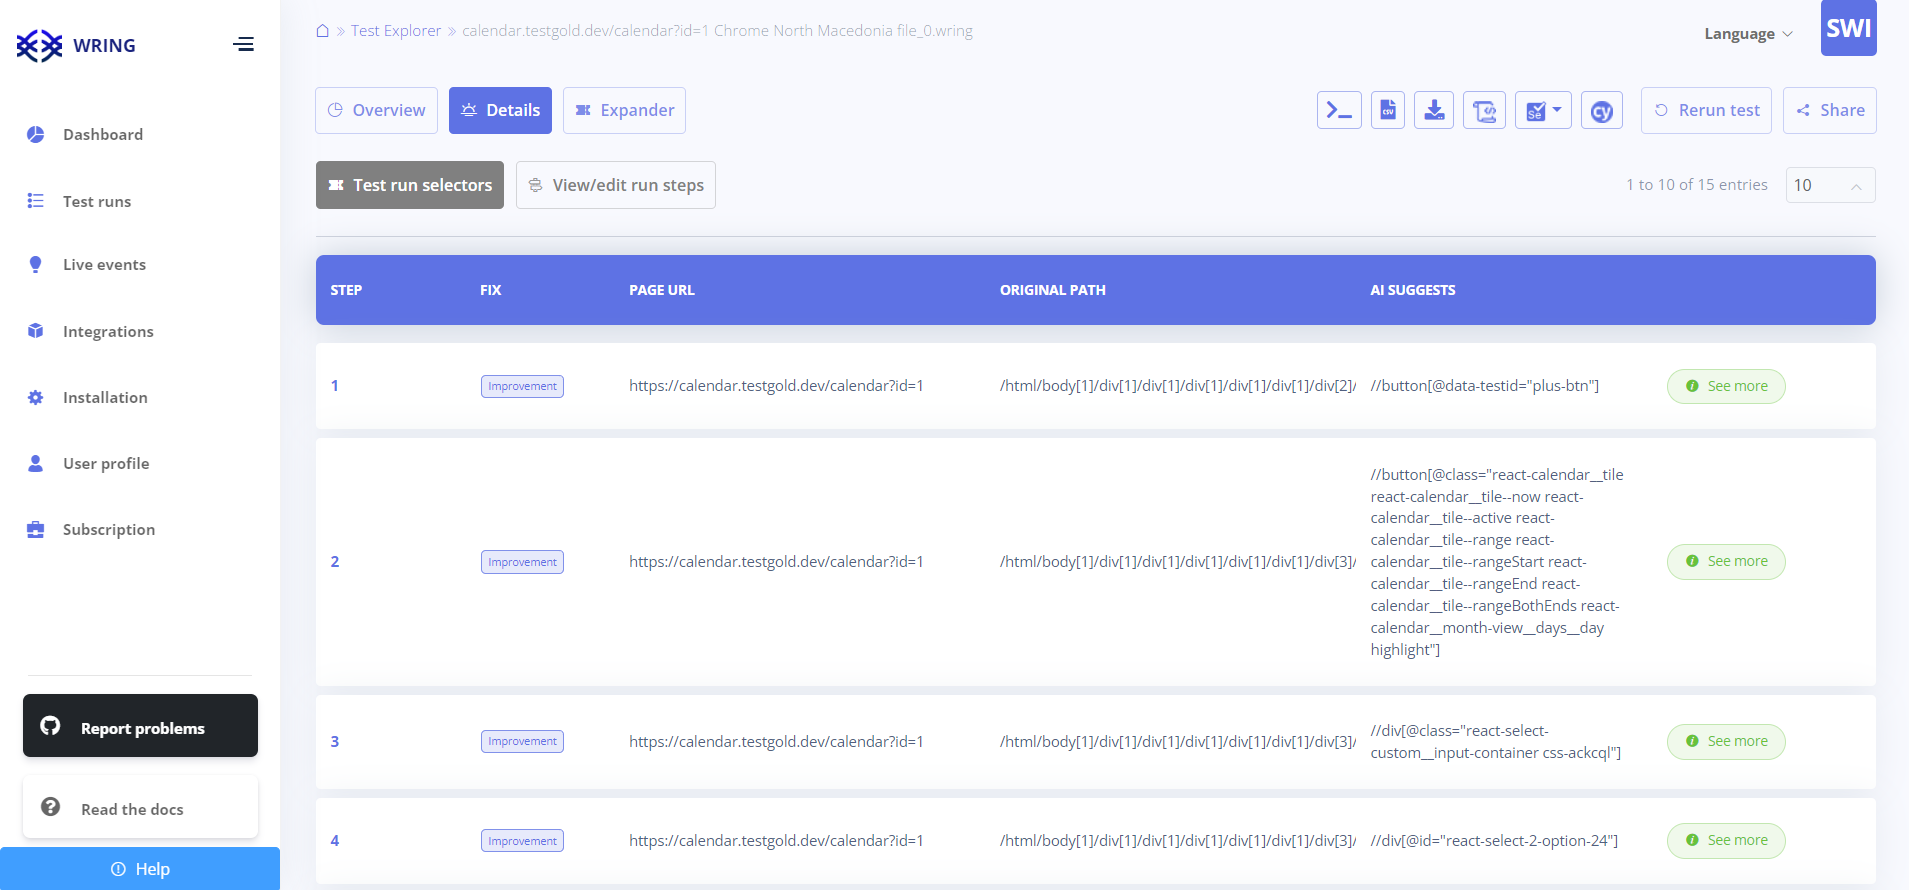 WRING
Dashboard
Test runs
Live events
Integrations
Installation
User profile
Subscription
Report problems
Read the docs
Help
Test Explorer » calendar.testgold.dev/calendar?id=1 Chrome North Macedonia file_0.wring
Language
SWI
Overview
Details
Expander
CSV
Se
cy
Rerun test
Share
Test run selectors
View/edit run steps
1 to 10 of 15 entries
10
STEP FIX PAGE URL ORIGINAL PATH AI SUGGESTS
1 Improvement https://calendar.testgold.dev/calendar?id=1 /html/body[1]/div[1]/div[1]/div[1]/div[1]/div[1]/div[2]/ //button[@data-testid="plus-btn"] See more
2 Improvement https://calendar.testgold.dev/calendar?id=1 /html/body[1]/div[1]/div[1]/div[1]/div[1]/div[1]/div[3]/
//button[@class="react-calendar__tile
react-calendar__tile--now react-
calendar__tile--active react-
calendar__tile--range react-
calendar__tile--rangeStart react-
calendar__tile--rangeEnd react-
calendar__tile--rangeBothEnds react-
calendar__month-view__days__day
highlight"]
See more
3 Improvement https://calendar.testgold.dev/calendar?id=1 /html/body[1]/div[1]/div[1]/div[1]/div[1]/div[1]/div[3]/
//div[@class="react-select-
custom__input-container css-ackcql"]
See more
4 Improvement https://calendar.testgold.dev/calendar?id=1 /html/body[1]/div[1]/div[1]/div[1]/div[1]/div[1]/div[3]/ //div[@id="react-select-2-option-24"] See more